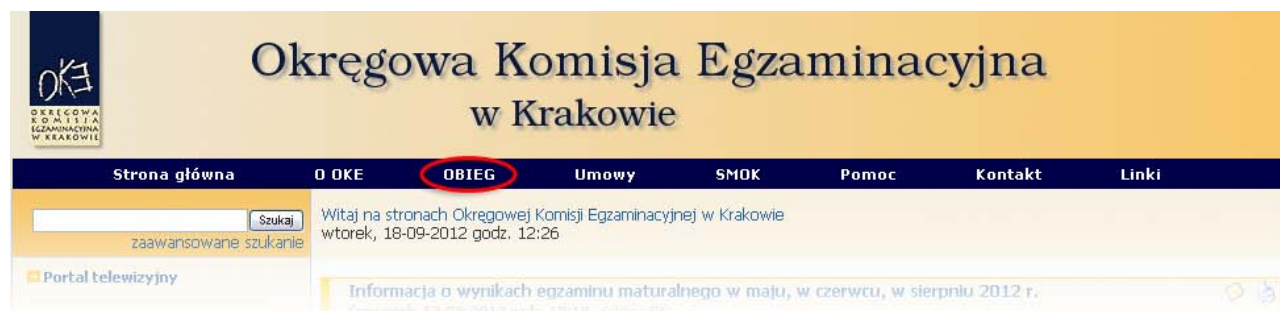 OKE
OKRĘGOWA
KOMISJA
EGZAMINACYJNA
W KRAKOWIE
Okręgowa Komisja Egzaminacyjna
w Krakowie
Strona główna O OKE OBIEG Umowy SMOK Pomoc Kontakt Linki
Szukaj
zaawansowane szukanie
Witaj na stronach Okręgowej Komisji Egzaminacyjnej w Krakowie
wtorek, 18-09-2012 godz. 12:26
Portal telewizyjny
Informacja o wynikach egzaminu maturalnego w maju, w czerwcu, w sierpniu 2012 r.